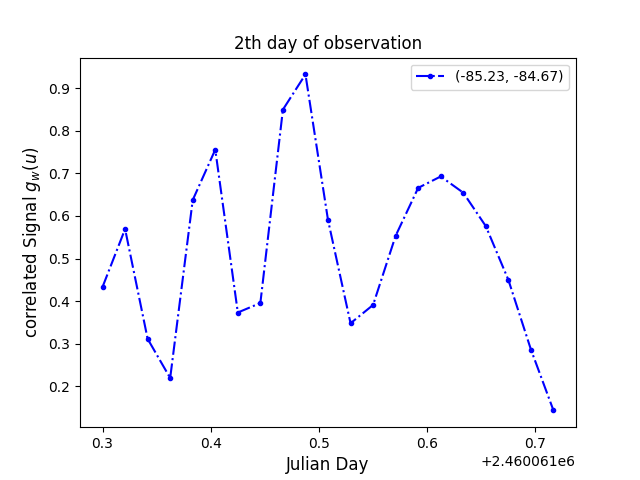 2th day of observation
(-85.23, -84.67)
correlated Signal g_w(u)
0.9
0.8
0.7
0.6
0.5
0.4
0.3
0.2
0.3 0.4 0.5 0.6 0.7
Julian Day
+2.460061e6